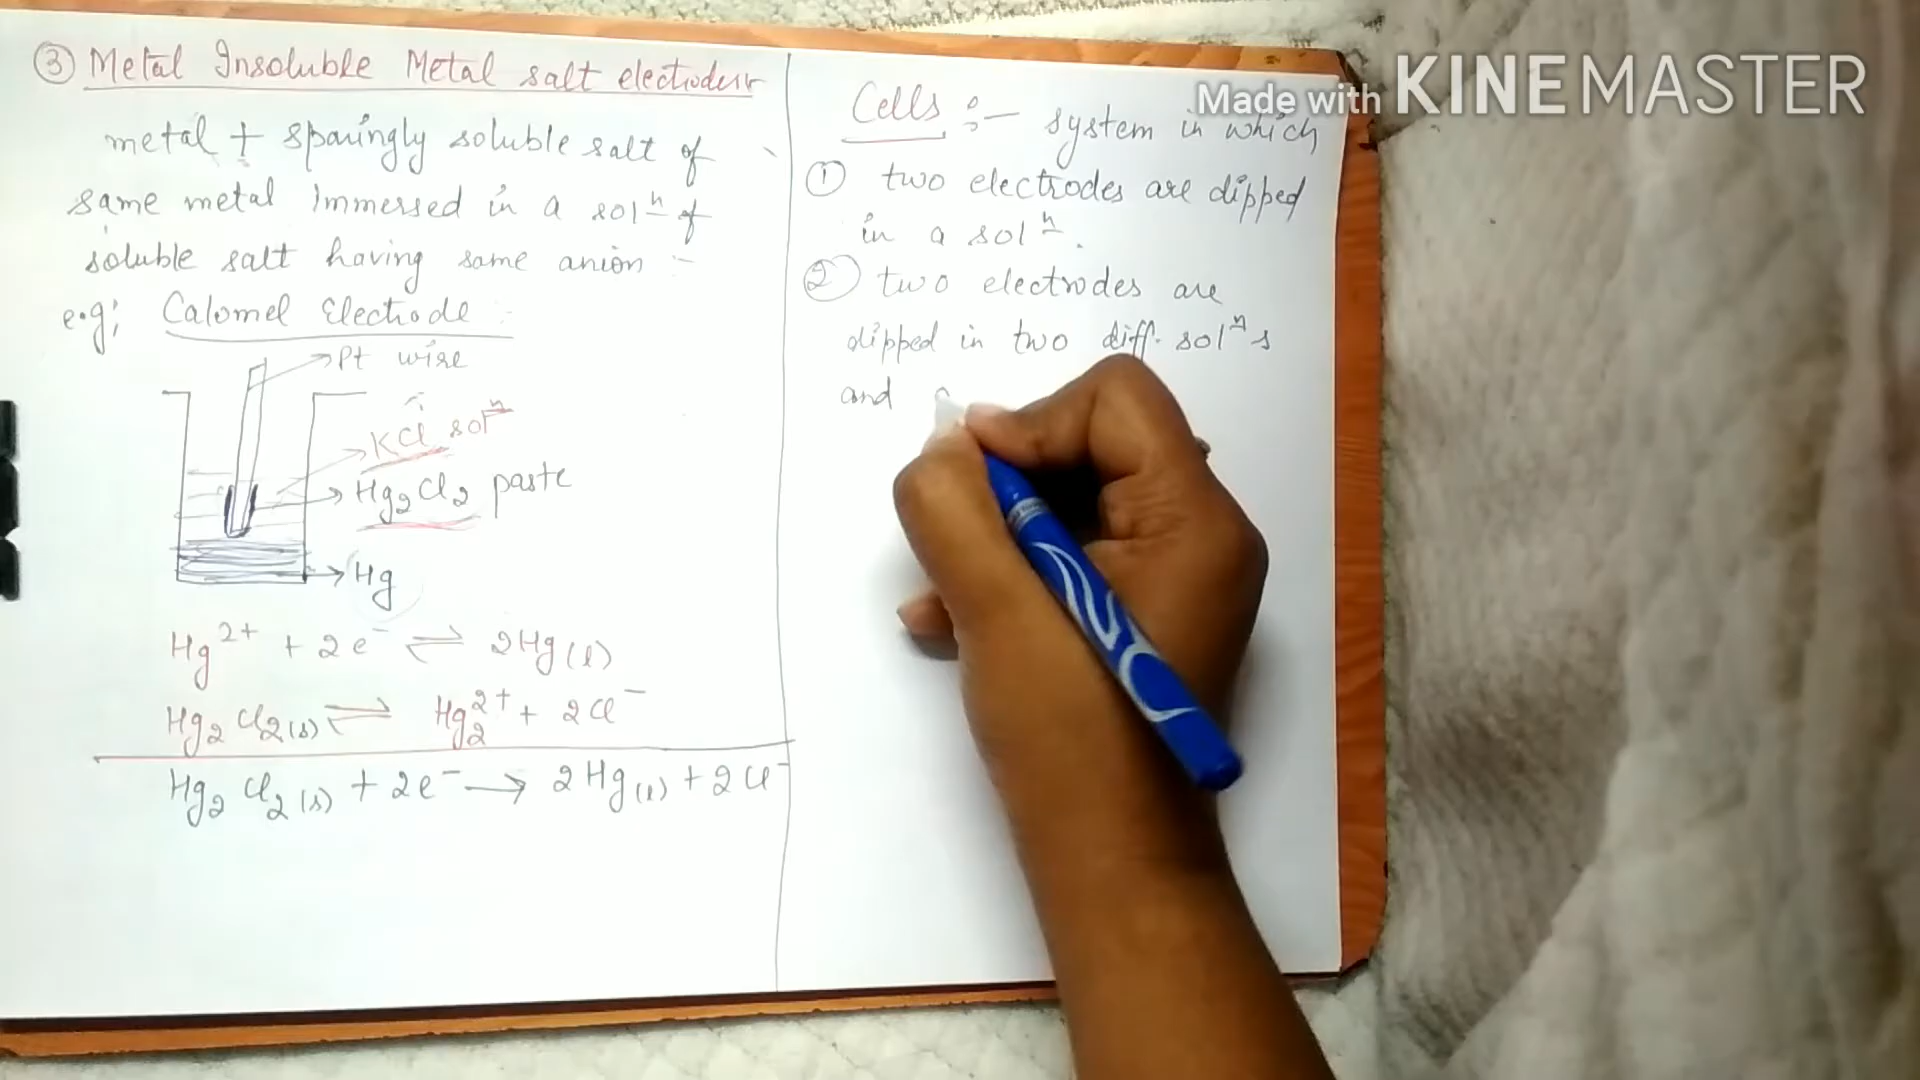 ③ Metal Insoluble Metal salt electrodes:-
metal + sparingly soluble salt of
same metal immersed in a solⁿ of
soluble salt having same anion :-
e.g; Calomel Electrode
Pt wire
KCl solⁿ
Hg₂Cl₂ paste
Hg
Hg²⁺ + 2e⁻ ⇌ 2Hg(l)
Hg₂Cl₂(s) ⇌ Hg₂²⁺ + 2Cl⁻
Hg₂Cl₂(s) + 2e⁻ → 2Hg(l) + 2Cl⁻
Made with KINEMASTER
Cells :- system in which
① two electrodes are dipped
in a solⁿ.
② two electrodes are
dipped in two diff. solⁿs
and